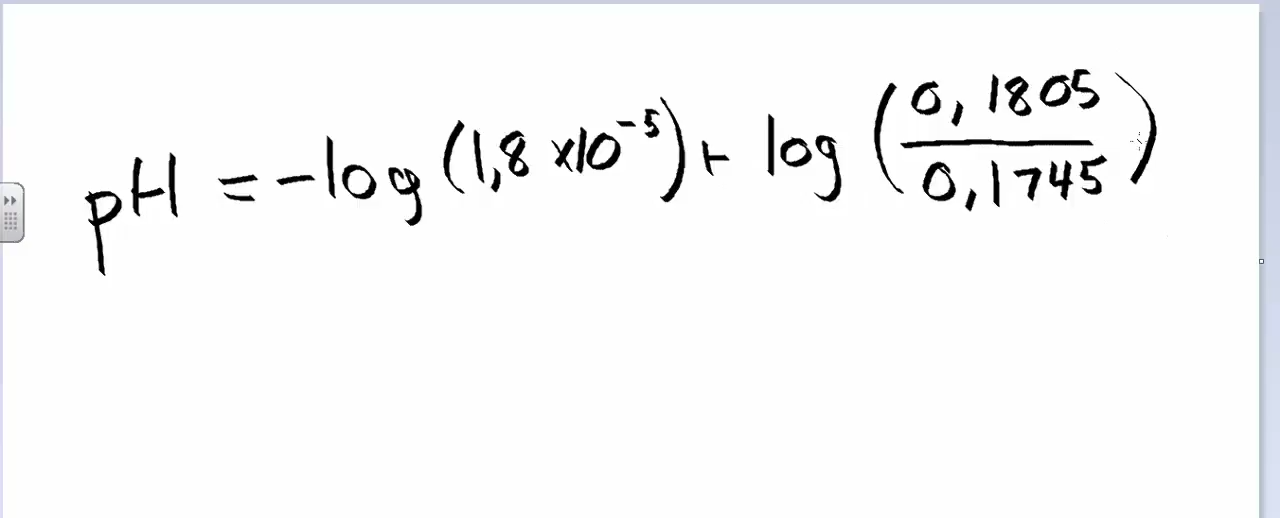 pH = -log (1,8 x10⁻⁵) + log (0,1805 / 0,1745)